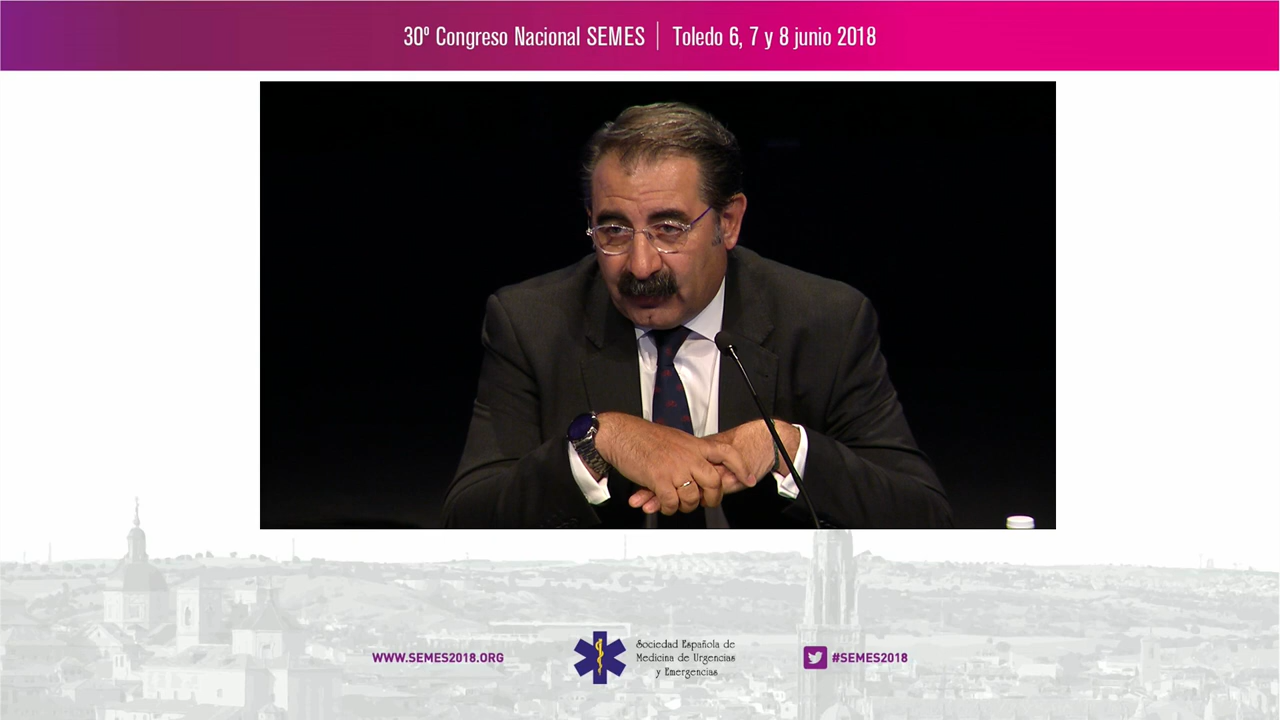 30º Congreso Nacional SEMES | Toledo 6, 7 y 8 junio 2018
WWW.SEMES2018.ORG
Sociedad Española de
Medicina de Urgencias
y Emergencias
#SEMES2018